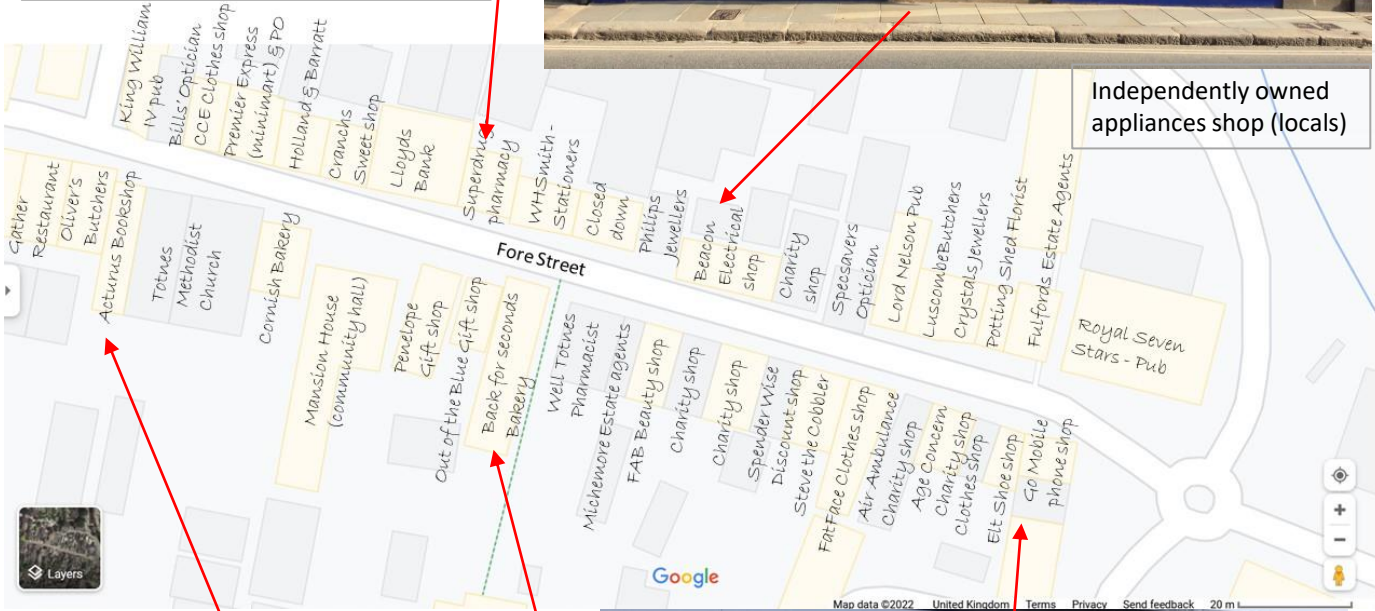 Independently owned
appliances shop (locals)
King William
IV pub
Bills' Optician
CCE Clothes shop
Premier Express
(minimart) & PO
Holland & Barratt
Cranchs
Sweet shop
Lloyds
Bank
Superdrug
pharmacy
WHSmith -
Stationers
Closed
down
Philips
Jewellers
Beacon
Electrical
shop
Charity
shop
Specsavers
Optician
Lord Nelson Pub
Luscombe Butchers
Crystals Jewellers
Potting Shed Florist
Fulfords Estate Agents
Royal Seven
Stars - Pub
Fore Street
Gather
Restaurant
Oliver's
Butchers
Acturus Bookshop
Totnes
Methodist
Church
Cornish Bakery
Mansion House
(community hall)
Penelope
Gift shop
Out of the Blue Gift shop
Back for seconds
Bakery
Well Totnes
Pharmacist
Michemore Estate agents
FAB Beauty shop
Charity shop
Charity shop
Spender Wise
Discount shop
Steve the Cobbler
FatFace Clothes shop
Air Ambulance
Charity shop
Age Concern
Charity shop
Clothes shop
Elt Shoe shop
Go Mobile
phone shop
Layers
Google
Map data ©2022 United Kingdom Terms Privacy Send feedback 20 m